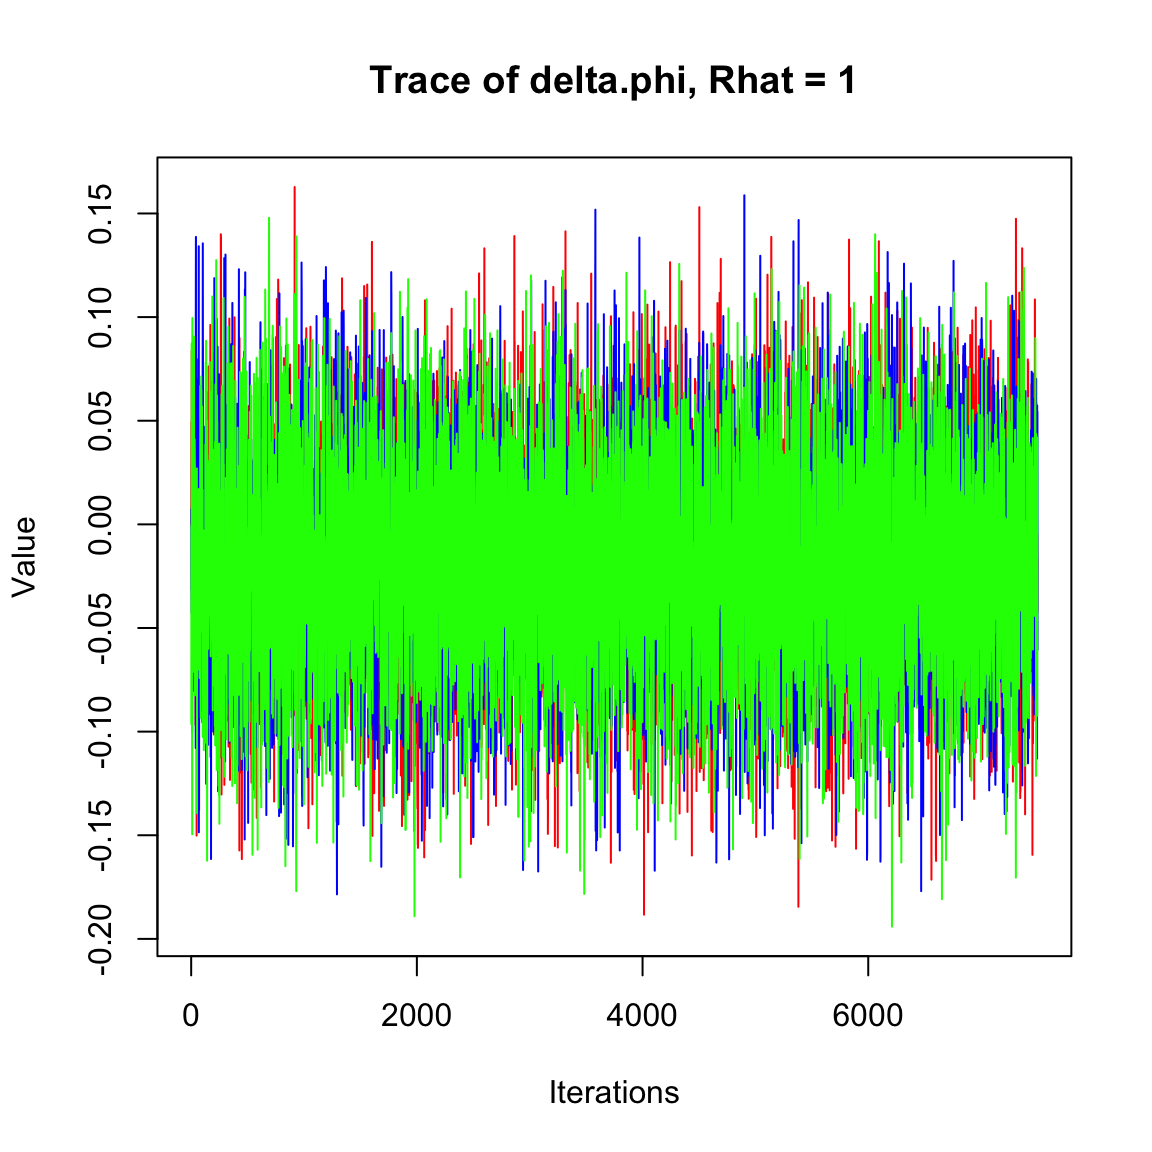 Trace of delta.phi, Rhat = 1
0.15
0.10
0.05
0.00
-0.05
-0.10
-0.15
-0.20
Value
0 2000 4000 6000
Iterations